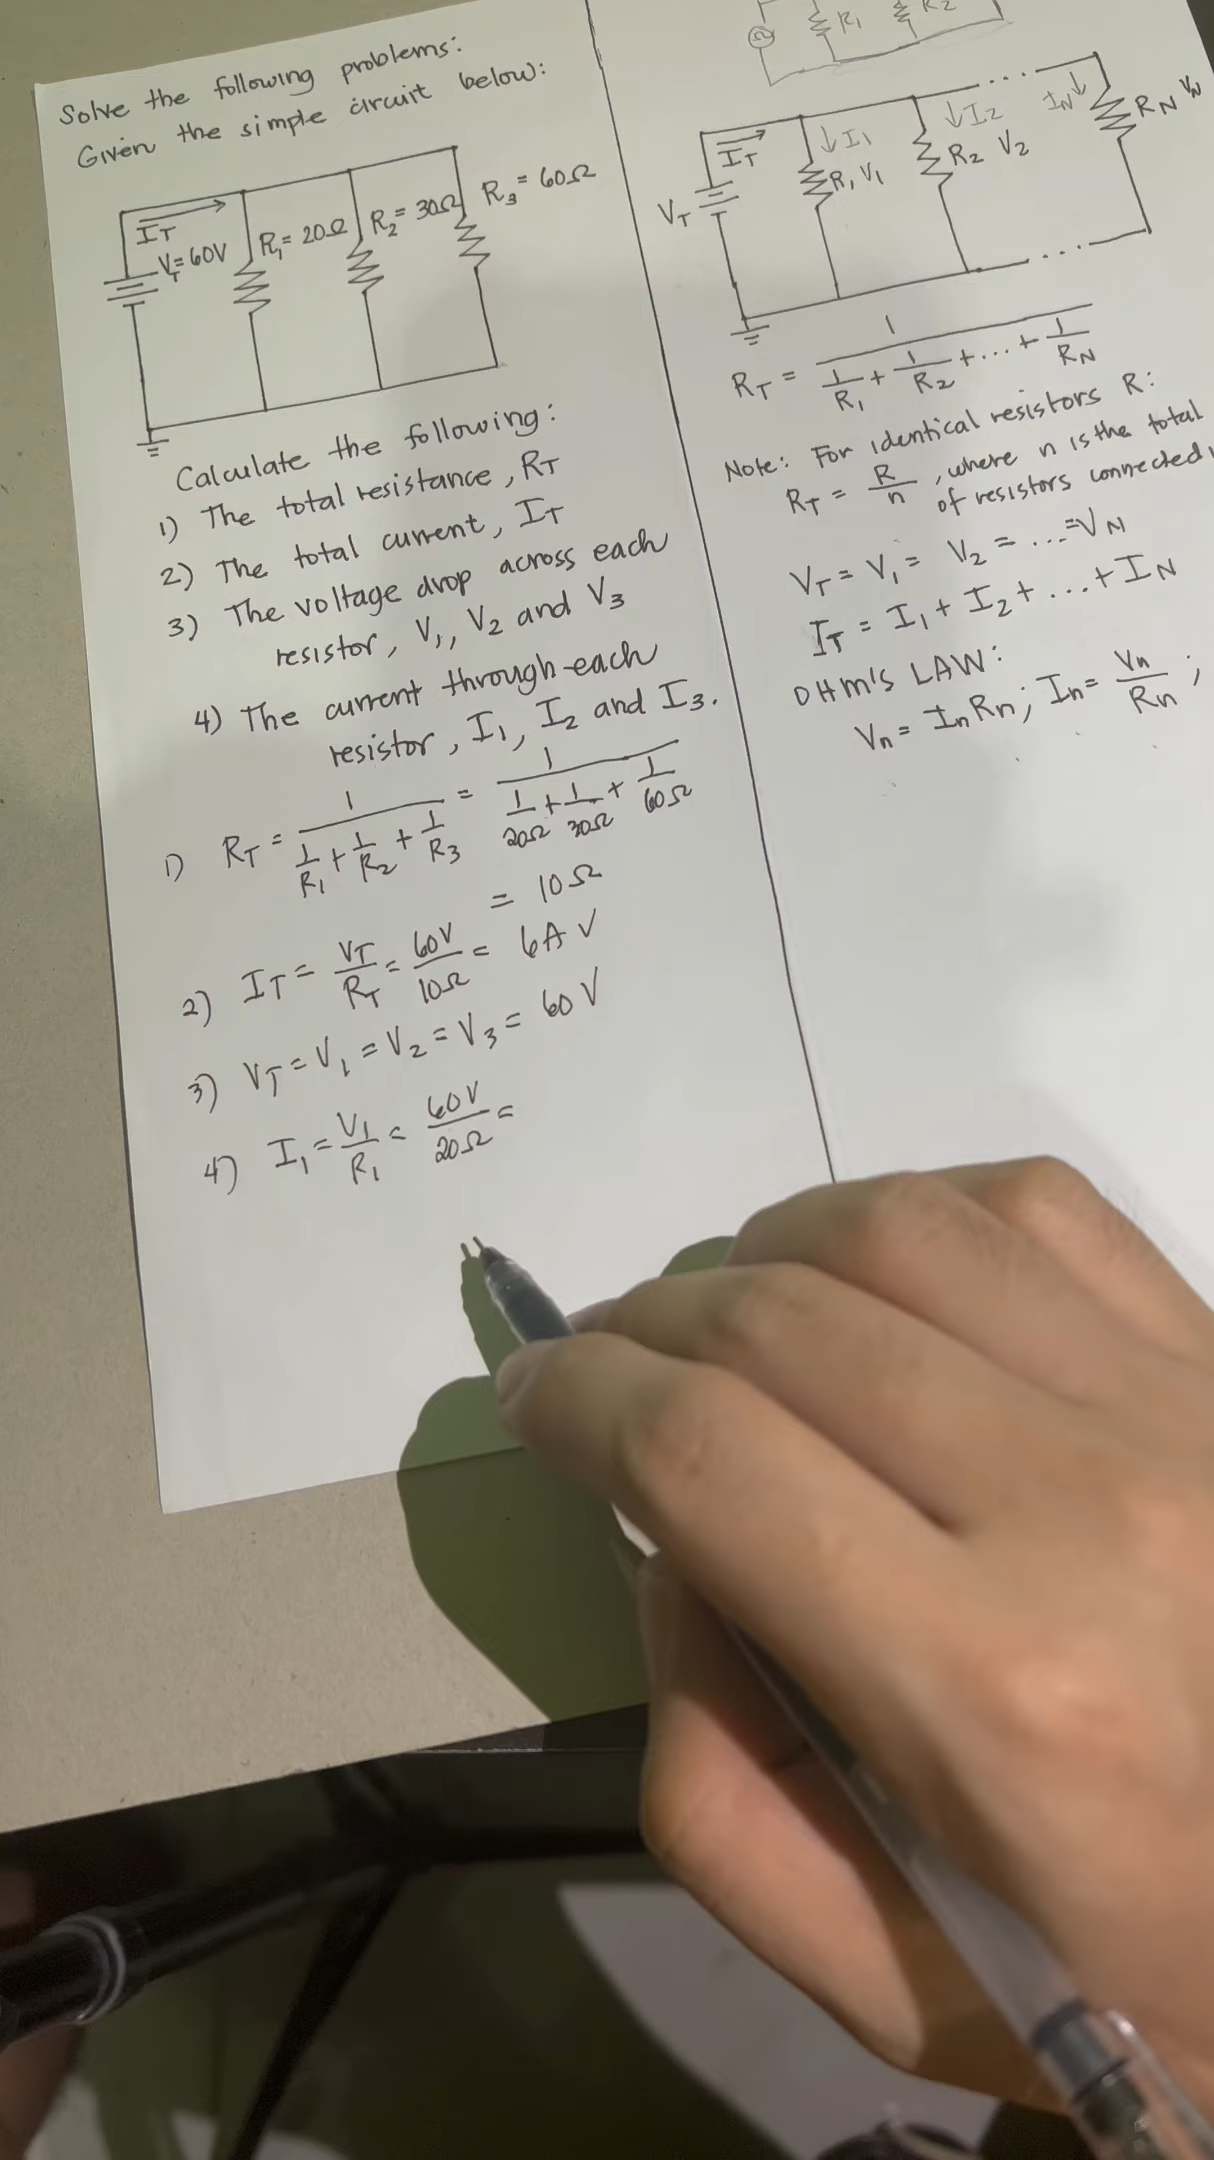 Solve the following problems:
Given the simple circuit below:
IT
VT=60V
R1=20Ω
R2=30Ω
R3=60Ω
Calculate the following:
1) The total resistance, RT
2) The total current, IT
3) The voltage drop across each
resistor, V1, V2 and V3
4) The current through each
resistor, I1, I2 and I3.
1) RT = 1/(1/R1 + 1/R2 + 1/R3) = 1/(1/20Ω + 1/30Ω + 1/60Ω)
= 10Ω
2) IT = VT/RT = 60V/10Ω = 6A V
3) VT = V1 = V2 = V3 = 60V
4) I1 = V1/R1 = 60V/20Ω =
R1 R2
IT
VT
I1
R1 V1
I2
R2 V2
...
IN
RN VN
...
RT = 1/(1/R1 + 1/R2 + ... + 1/RN)
Note: For identical resistors R:
RT = R/n, where n is the total
of resistors connected
VT = V1 = V2 = ... = VN
IT = I1 + I2 + ... + IN
OHM'S LAW:
Vn = InRn; In = Vn/Rn;